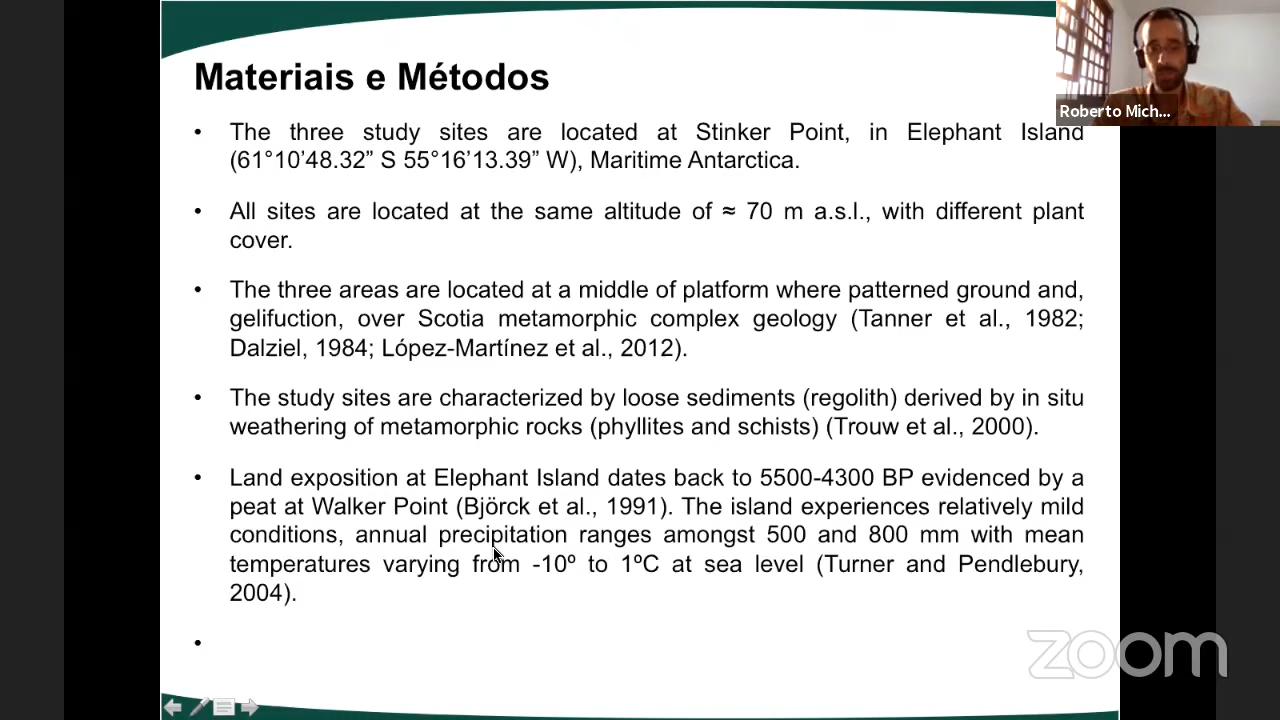 Materiais e Métodos
• The three study sites are located at Stinker Point, in Elephant Island
(61°10’48.32” S 55°16’13.39” W), Maritime Antarctica.
• All sites are located at the same altitude of ≈ 70 m a.s.l., with different plant
cover.
• The three areas are located at a middle of platform where patterned ground and,
gelifuction, over Scotia metamorphic complex geology (Tanner et al., 1982;
Dalziel, 1984; López-Martínez et al., 2012).
• The study sites are characterized by loose sediments (regolith) derived by in situ
weathering of metamorphic rocks (phyllites and schists) (Trouw et al., 2000).
• Land exposition at Elephant Island dates back to 5500-4300 BP evidenced by a
peat at Walker Point (Björck et al., 1991). The island experiences relatively mild
conditions, annual precipitation ranges amongst 500 and 800 mm with mean
temperatures varying from -10º to 1ºC at sea level (Turner and Pendlebury,
2004).
•
Roberto Mich...
zoom